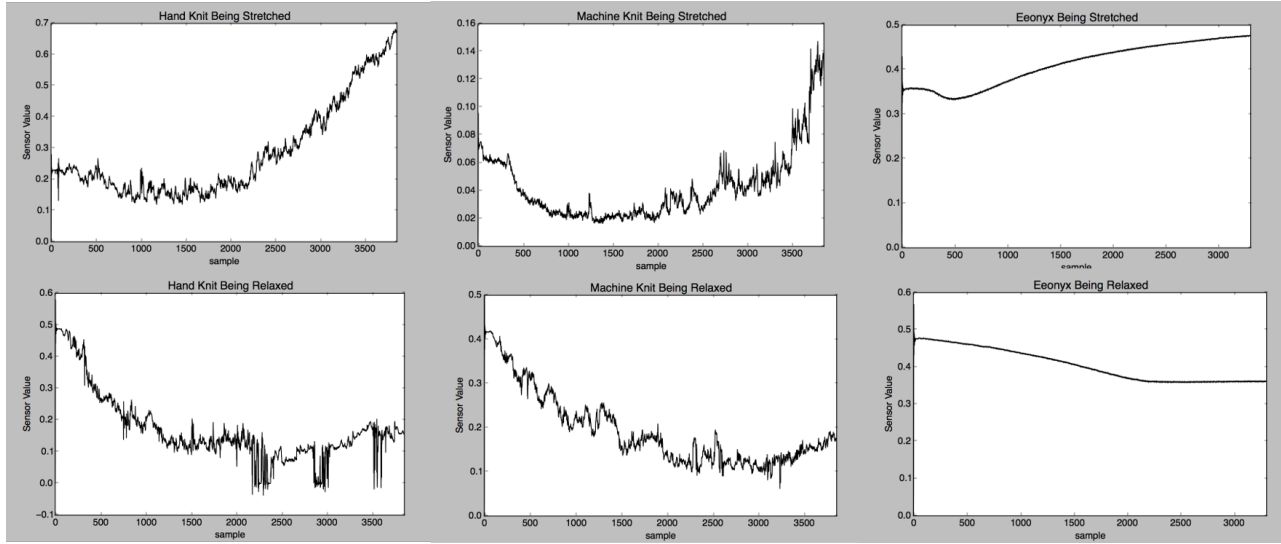 Hand Knit Being Stretched
0.7
0.6
0.5
0.4
0.3
0.2
0.1
0.0
Sensor Value
0 500 1000 1500 2000 2500 3000 3500
sample
Machine Knit Being Stretched
0.16
0.14
0.12
0.10
0.08
0.06
0.04
0.02
0.00
Sensor Value
0 500 1000 1500 2000 2500 3000 3500
sample
Eeonyx Being Stretched
0.5
0.4
0.3
0.2
0.1
0.0
Sensor Value
0 500 1000 1500 2000 2500 3000
sample
Hand Knit Being Relaxed
0.6
0.5
0.4
0.3
0.2
0.1
0.0
−0.1
Sensor Value
0 500 1000 1500 2000 2500 3000 3500
sample
Machine Knit Being Relaxed
0.5
0.4
0.3
0.2
0.1
0.0
Sensor Value
0 500 1000 1500 2000 2500 3000 3500
sample
Eeonyx Being Relaxed
0.6
0.5
0.4
0.3
0.2
0.1
0.0
Sensor Value
0 500 1000 1500 2000 2500 3000
sample